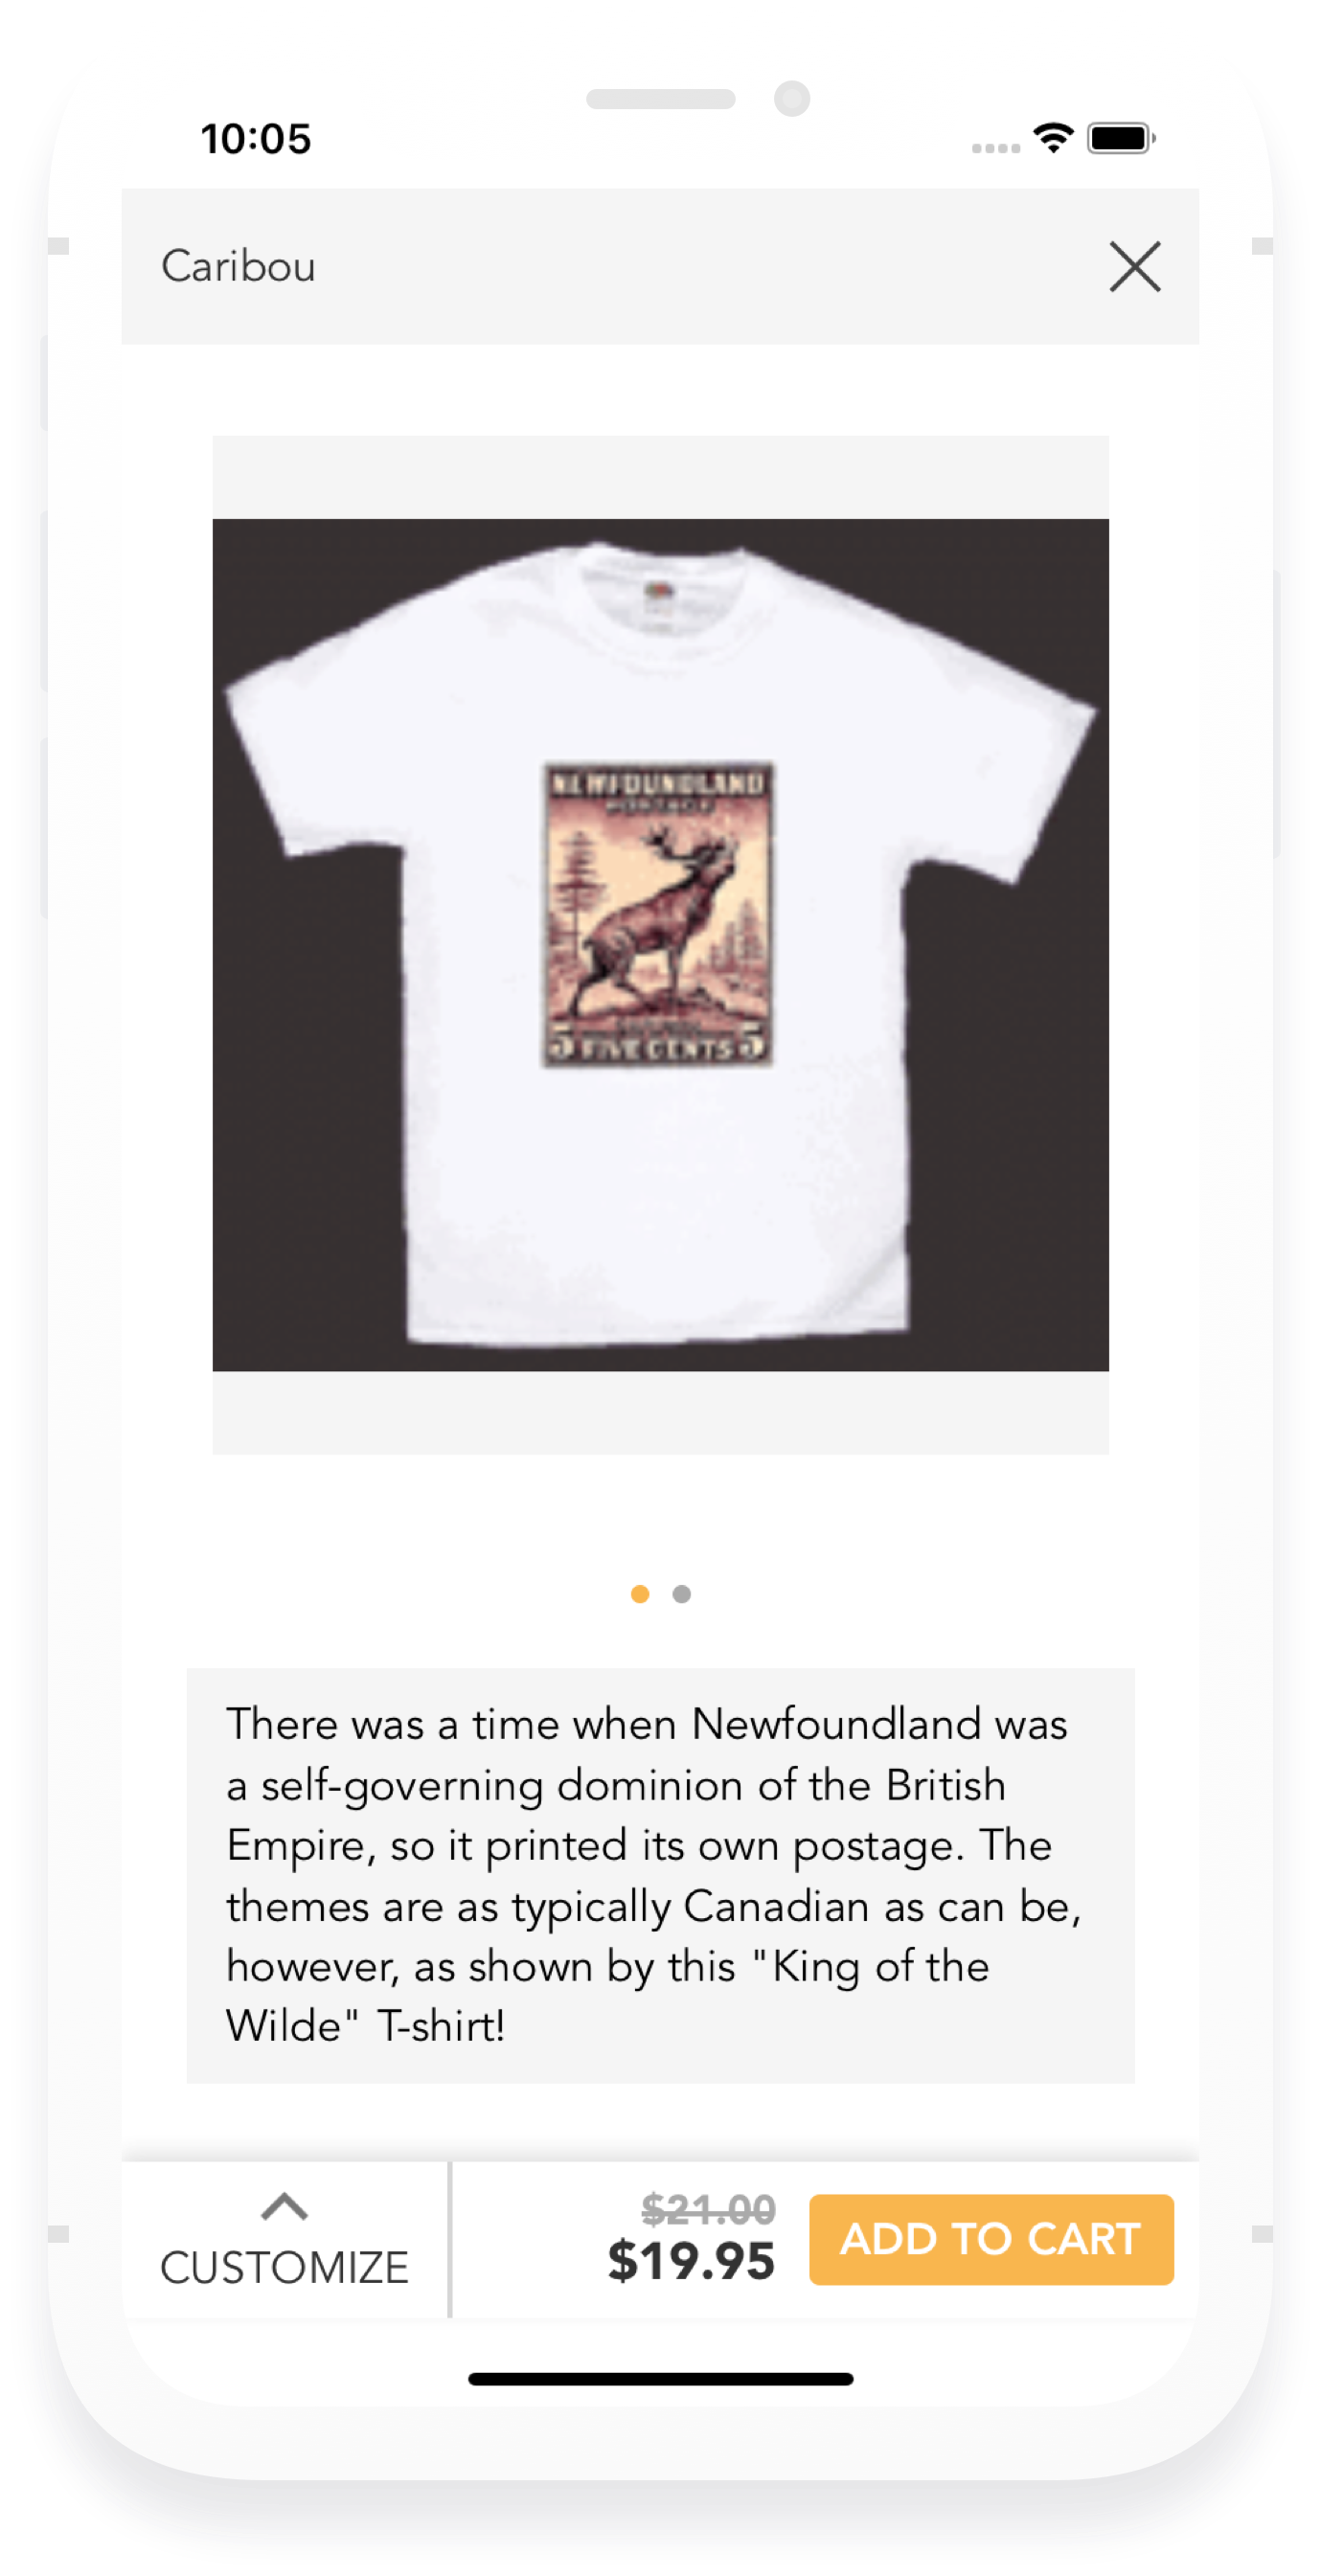 10:05
Caribou
NEWFOUNDLAND
5 FIVE CENTS 5
There was a time when Newfoundland was
a self-governing dominion of the British
Empire, so it printed its own postage. The
themes are as typically Canadian as can be,
however, as shown by this "King of the
Wilde" T-shirt!
CUSTOMIZE
$21.00
$19.95
ADD TO CART